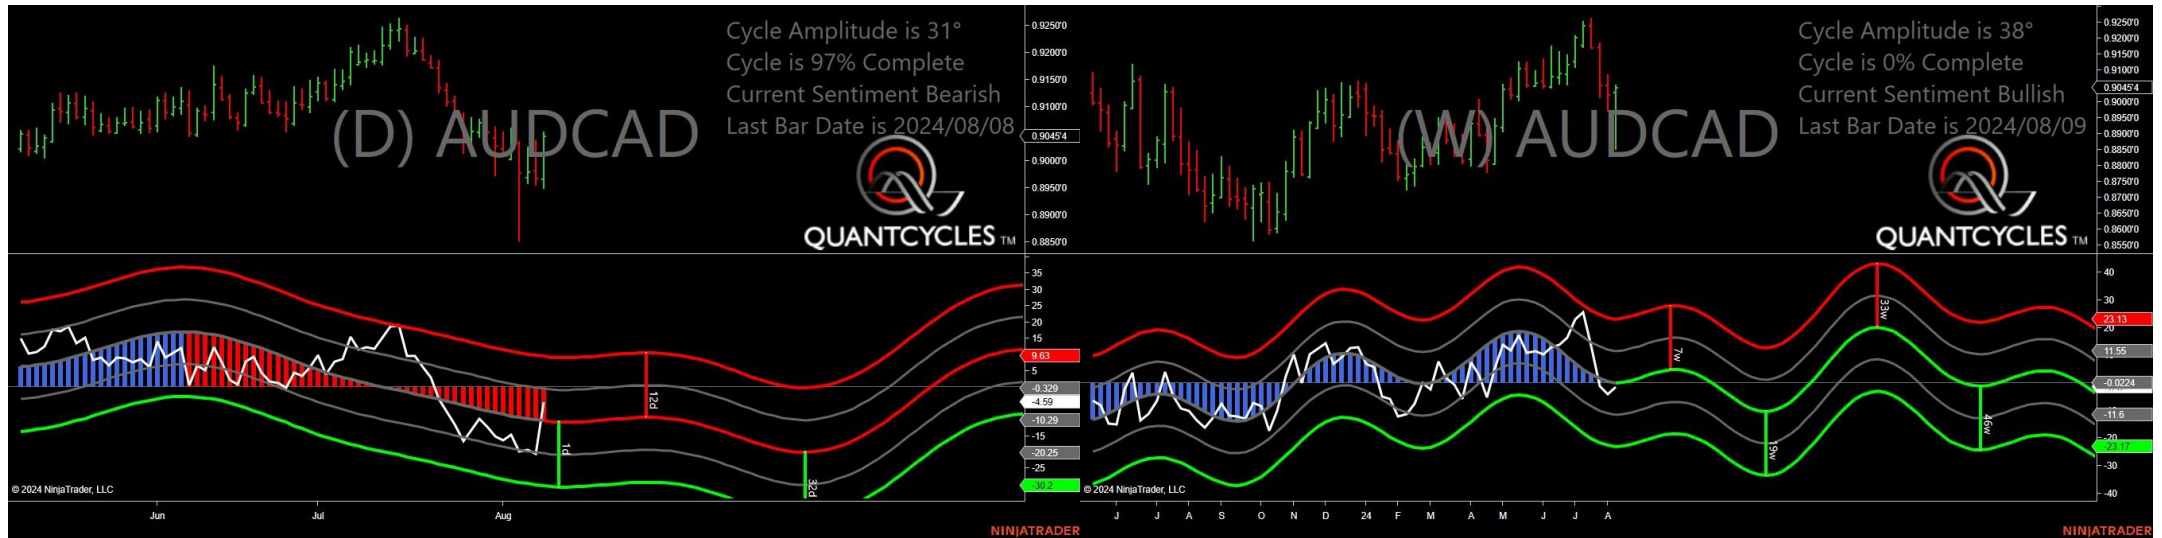 Cycle Amplitude is 31°
Cycle is 97% Complete
Current Sentiment Bearish
Last Bar Date is 2024/08/08
(D) AUDCAD
QUANTCYCLES TM
0.9250'0
0.9200'0
0.9150'0
0.9100'0
0.9045'4
0.9000'0
0.8950'0
0.8900'0
0.8850'0
35
30
25
20
15
9.63
5
-0.329
-4.59
-10.29
-15
-20.25
-25
-30.2
1d
12d
32d
© 2024 NinjaTrader, LLC
Jun
Jul
Aug
NINJATRADER
Cycle Amplitude is 38°
Cycle is 0% Complete
Current Sentiment Bullish
Last Bar Date is 2024/08/09
(W) AUDCAD
QUANTCYCLES TM
0.9250'0
0.9200'0
0.9150'0
0.9100'0
0.9045'4
0.9000'0
0.8950'0
0.8900'0
0.8850'0
0.8800'0
0.8750'0
0.8700'0
0.8650'0
0.8600'0
0.8550'0
40
30
23.13
20
11.55
-0.0224
-11.6
-20
-23.17
-30
-40
7w
19w
33w
46w
© 2024 NinjaTrader, LLC
J
J
A
S
O
N
D
24
F
M
A
M
J
J
A
NINJATRADER